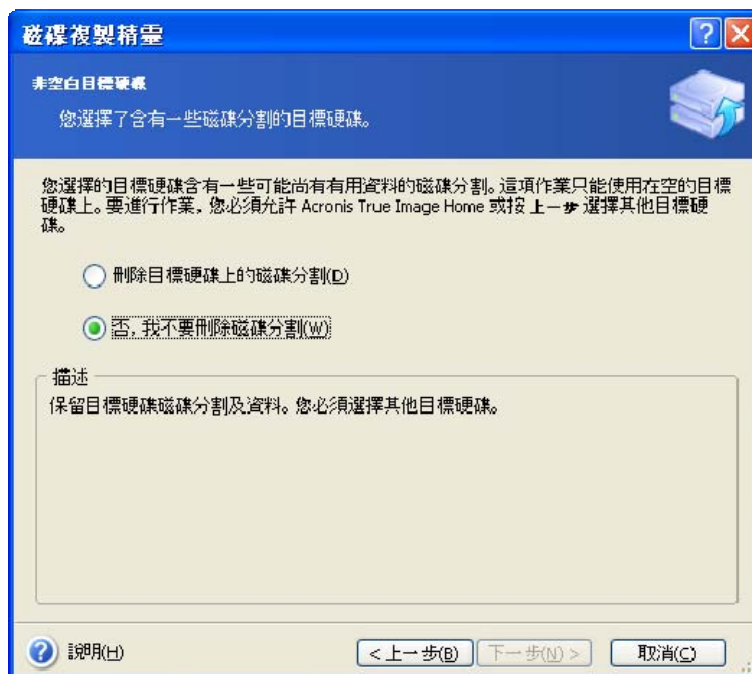 磁碟複製精靈
非空白目標硬碟
您選擇了含有一些磁碟分割的目標硬碟。
您選擇的目標硬碟含有一些可能尚有有用資料的磁碟分割。這項作業只能使用在空的目標
硬碟上。要進行作業，您必須允許 Acronis True Image Home 或按 上一步 選擇其他目標硬
碟。
刪除目標硬碟上的磁碟分割(D)
否，我不要刪除磁碟分割(W)
描述
保留目標硬碟磁碟分割及資料。您必須選擇其他目標硬碟。
說明(H)
< 上一步(B)
下一步(N) >
取消(C)